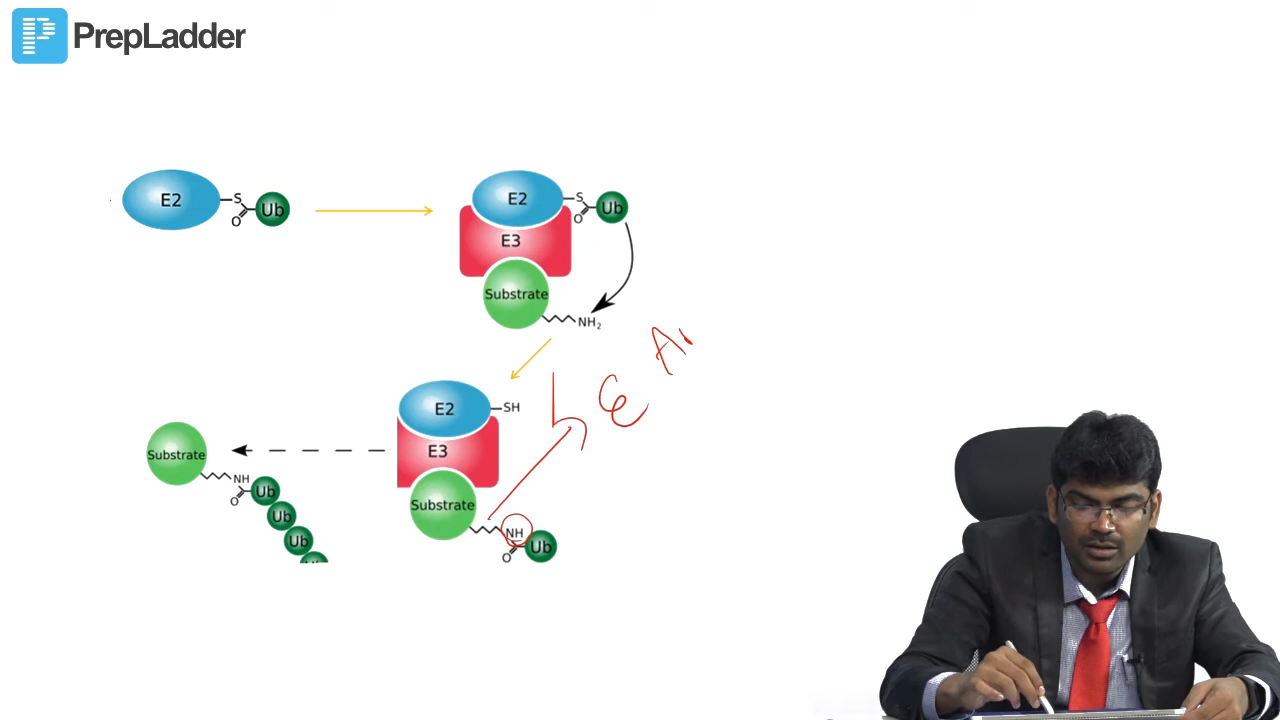 PrepLadder
E2
S
O
Ub
E2
S
O
Ub
E3
Substrate
NH₂
E2
SH
E3
Substrate
NH
O
Ub
Substrate
NH
O
Ub
Ub
Ub
Ub